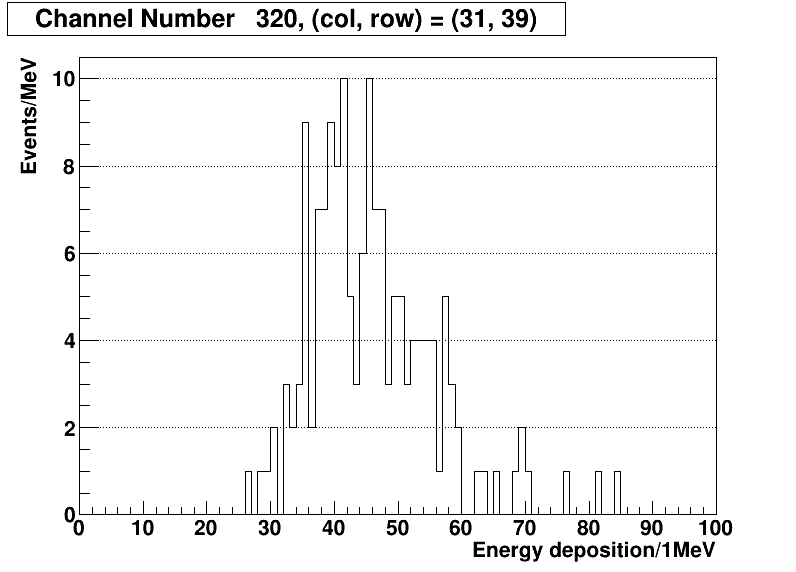 Channel Number   320, (col, row) = (31, 39)
Events/MeV
10
8
6
4
2
0
0 10 20 30 40 50 60 70 80 90 100
Energy deposition/1MeV